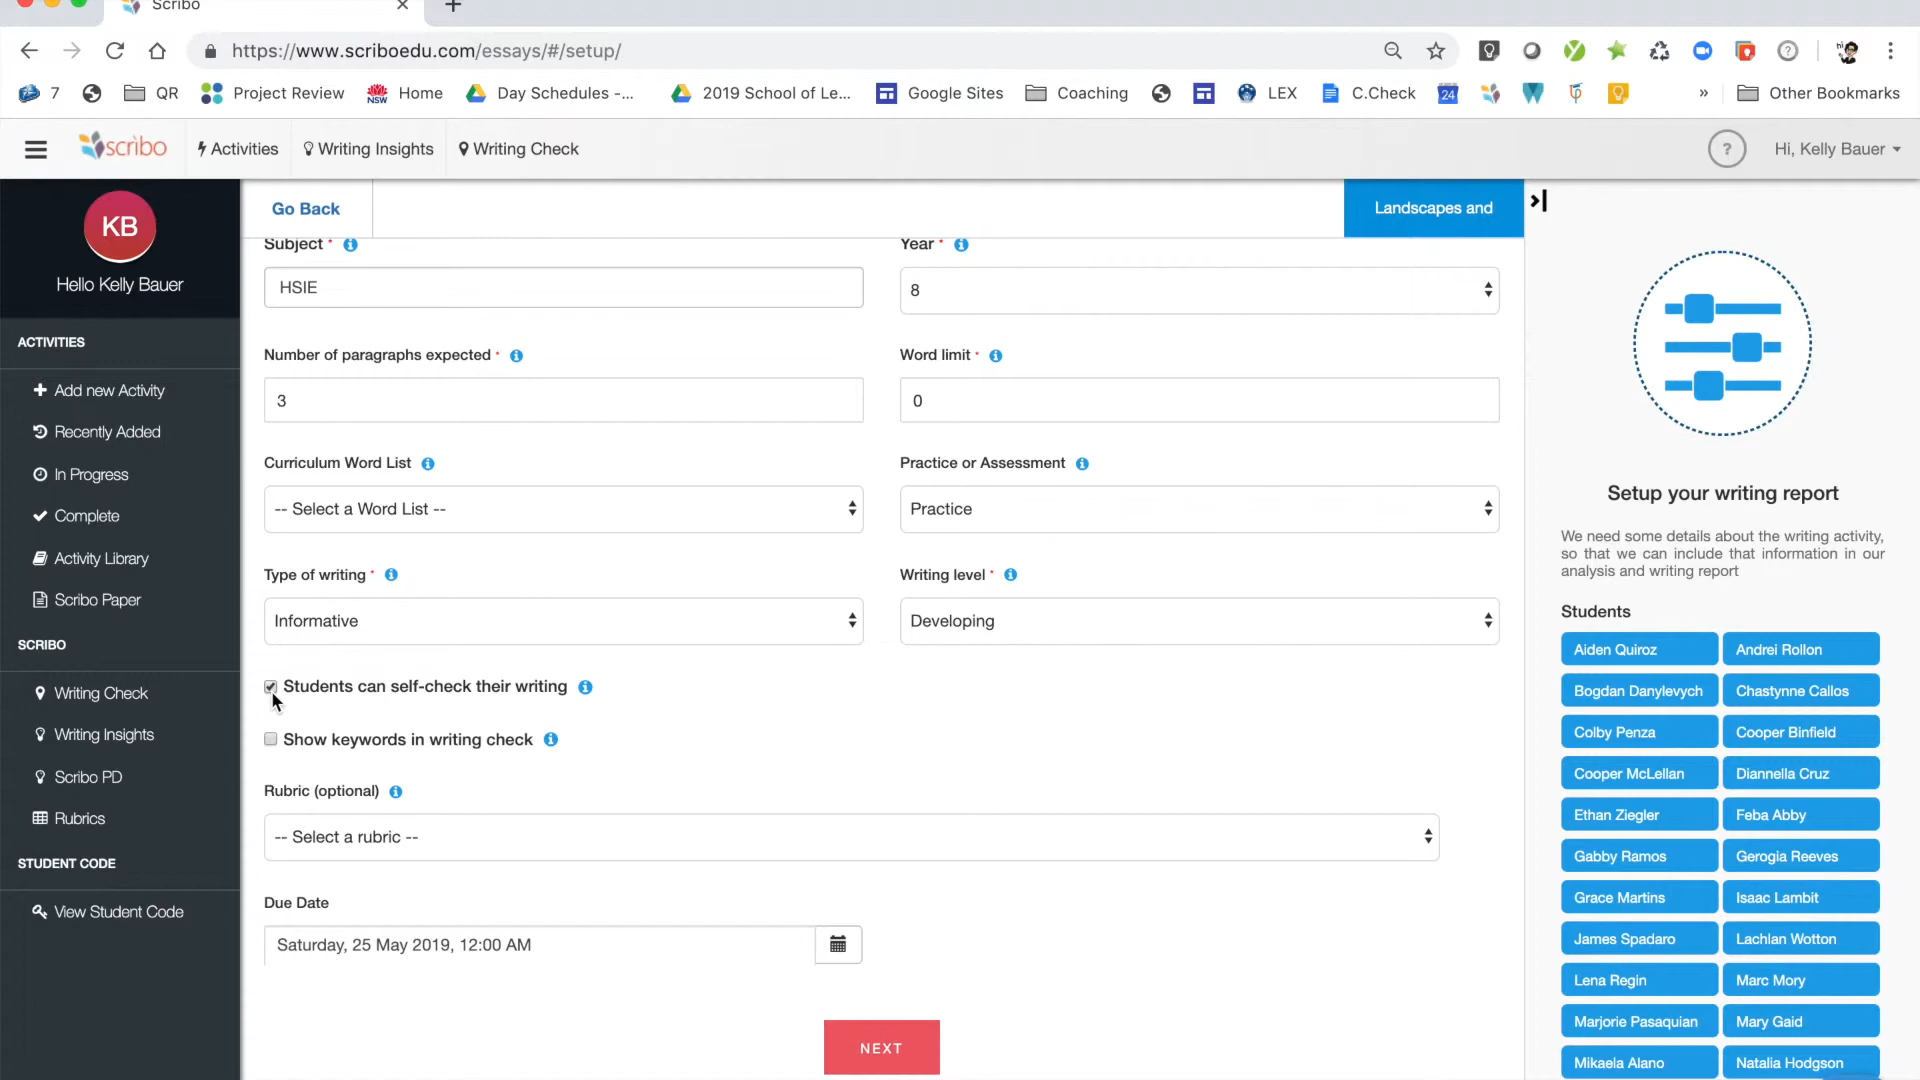 Scribo
https://www.scriboedu.com/essays/#/setup/
7 QR Project Review NSW Home Day Schedules -... 2019 School of Le... Google Sites Coaching LEX C.Check 24 » Other Bookmarks
scribo Activities Writing Insights Writing Check ? Hi, Kelly Bauer
KB
Hello Kelly Bauer
ACTIVITIES
Add new Activity
Recently Added
In Progress
Complete
Activity Library
Scribo Paper
SCRIBO
Writing Check
Writing Insights
Scribo PD
Rubrics
STUDENT CODE
View Student Code
Go Back
Landscapes and
Subject * Year *
HSIE 8
Number of paragraphs expected * Word limit *
3 0
Curriculum Word List Practice or Assessment
-- Select a Word List -- Practice
Type of writing * Writing level *
Informative Developing
Students can self-check their writing
Show keywords in writing check
Rubric (optional)
-- Select a rubric --
Due Date
Saturday, 25 May 2019, 12:00 AM
NEXT
Setup your writing report
We need some details about the writing activity,
so that we can include that information in our
analysis and writing report
Students
Aiden Quiroz Andrei Rollon
Bogdan Danylevych Chastynne Callos
Colby Penza Cooper Binfield
Cooper McLellan Diannella Cruz
Ethan Ziegler Feba Abby
Gabby Ramos Gerogia Reeves
Grace Martins Isaac Lambit
James Spadaro Lachlan Wotton
Lena Regin Marc Mory
Marjorie Pasaquian Mary Gaid
Mikaela Alano Natalia Hodgson